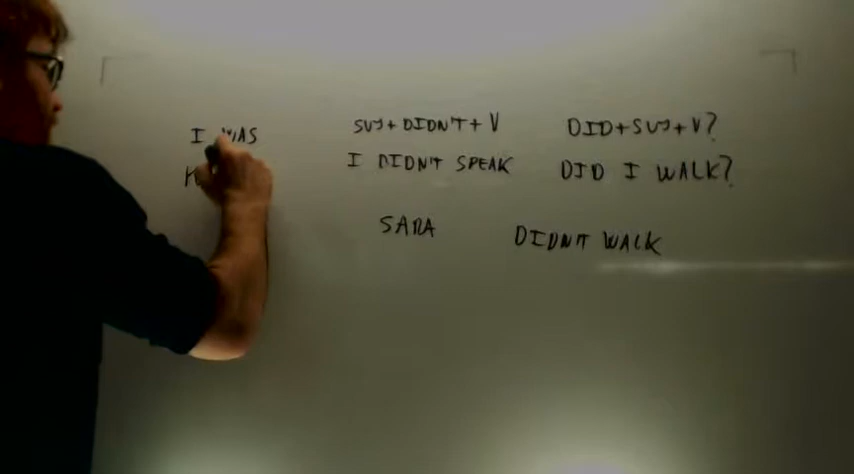 I WAS
SUJ+DIDN'T+V
DID+SUJ+V?
I DIDN'T SPEAK
DID I WALK?
SARA
DIDN'T WALK